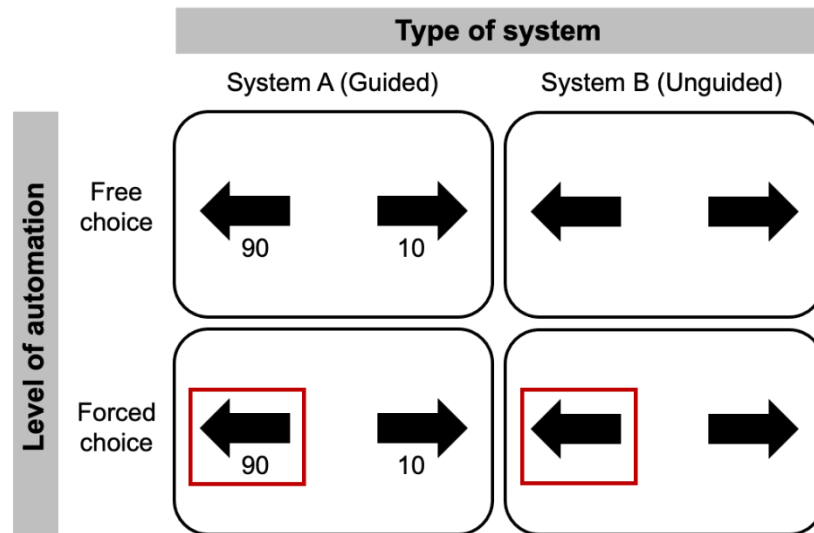 Type of system
System A (Guided)
System B (Unguided)
Level of automation
Free
choice
90
10
Forced
choice
90
10